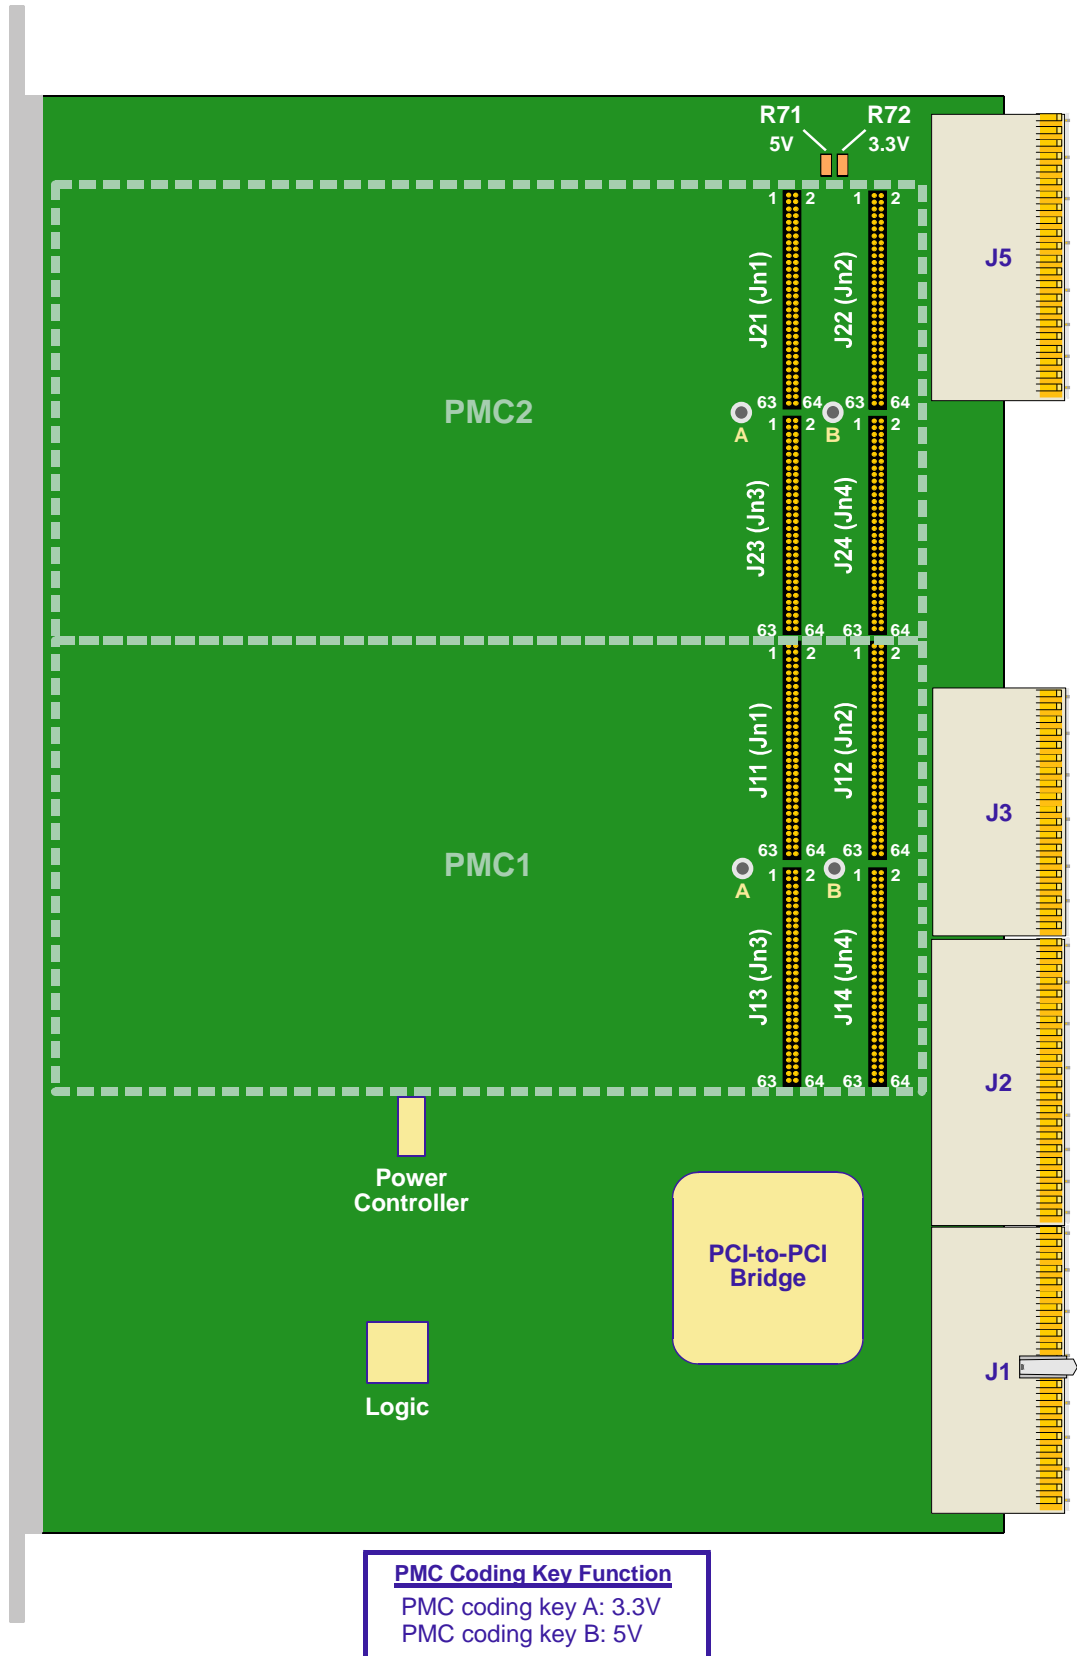 R71 R72
5V 3.3V
1 2 1 2
J21 (Jn1)
J22 (Jn2)
J5
63 64 63 64
PMC2
A B
1 2 1 2
J23 (Jn3)
J24 (Jn4)
63 64 63 64
1 2 1 2
J11 (Jn1)
J12 (Jn2)
J3
63 64 63 64
PMC1
A B
1 2 1 2
J13 (Jn3)
J14 (Jn4)
J2
63 64 63 64
Power
Controller
PCI-to-PCI
Bridge
J1
Logic
PMC Coding Key Function
PMC coding key A: 3.3V
PMC coding key B: 5V